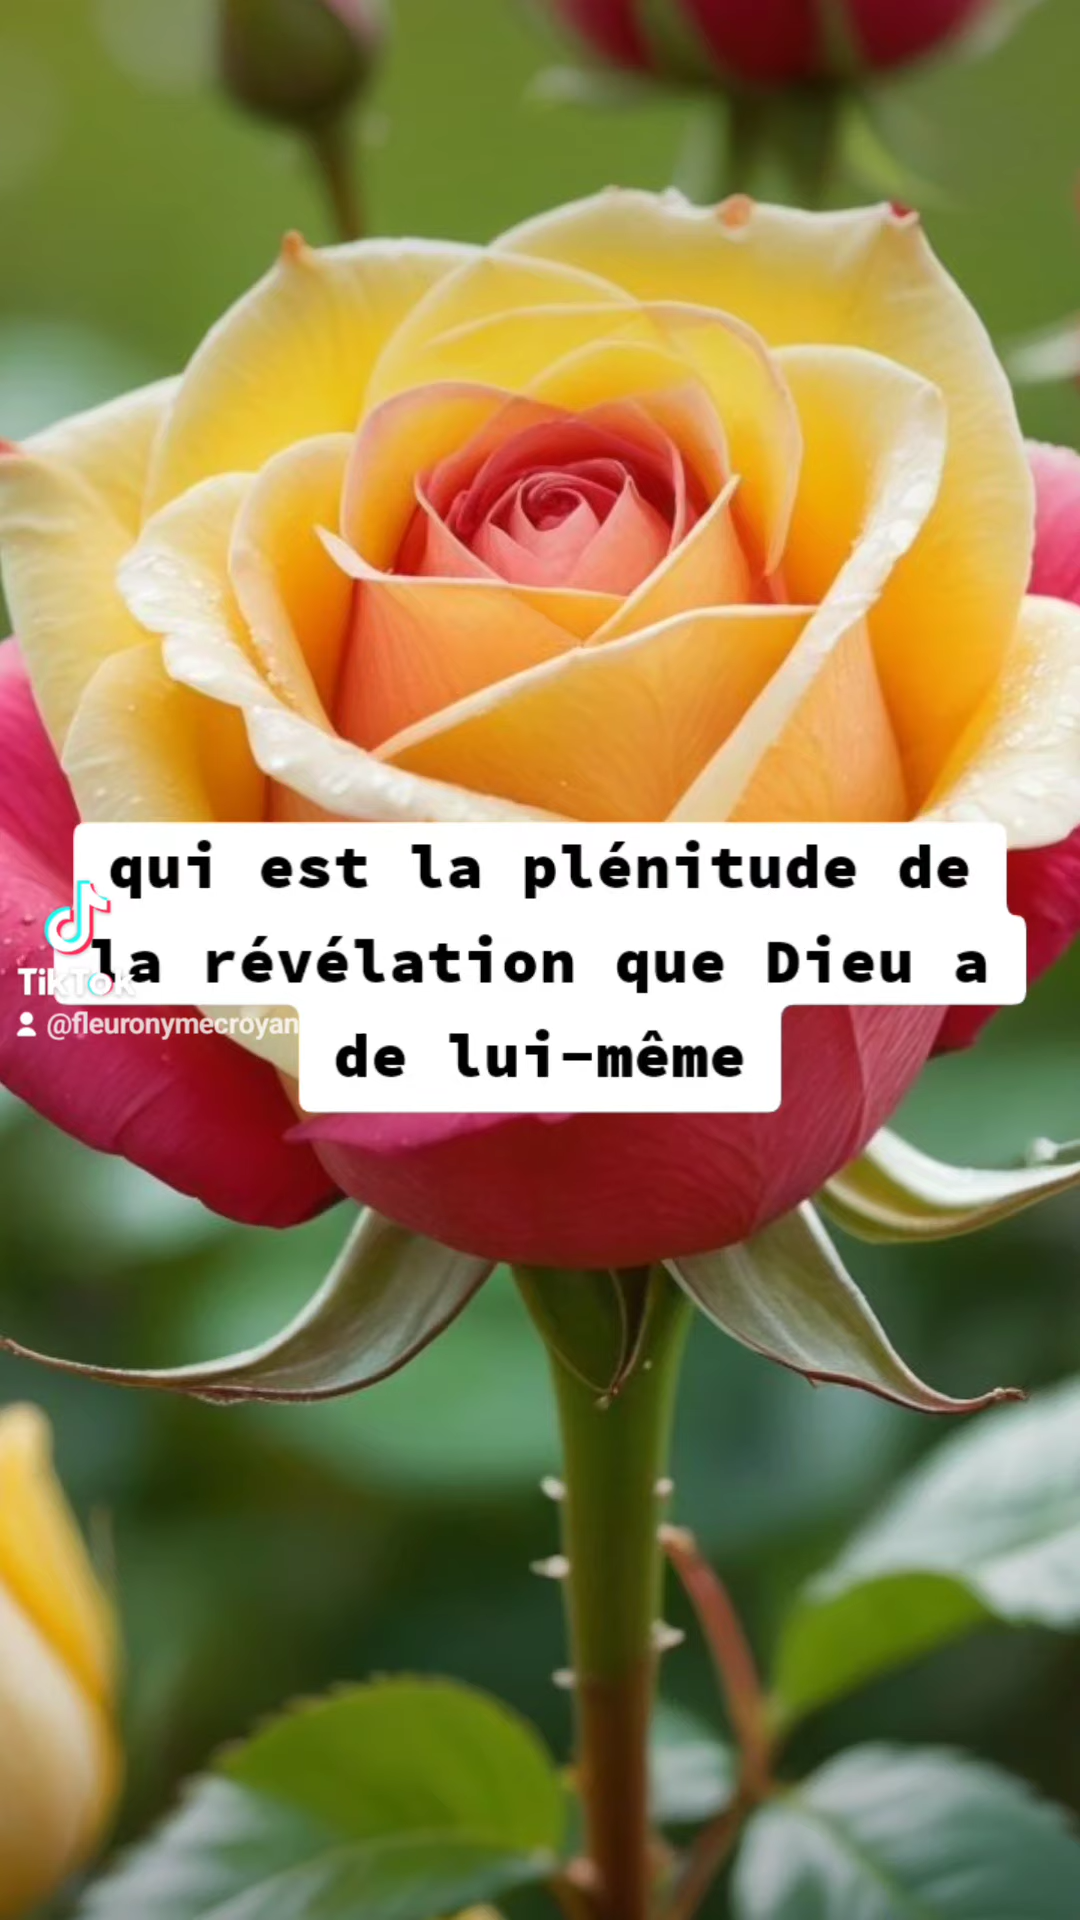 qui est la plénitude de
la révélation que Dieu a
de lui-même
TikTok
@fleuronymecroyan